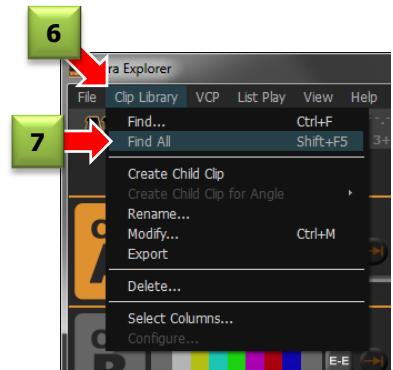 6
ra Explorer
File Clip Library VCP List Play View Help
7
Find... Ctrl+F
Find All Shift+F5
3+
Create Child Clip
Create Child Clip for Angle
Rename...
Modify... Ctrl+M
Export
Delete...
Select Columns...
Configure...
E-E